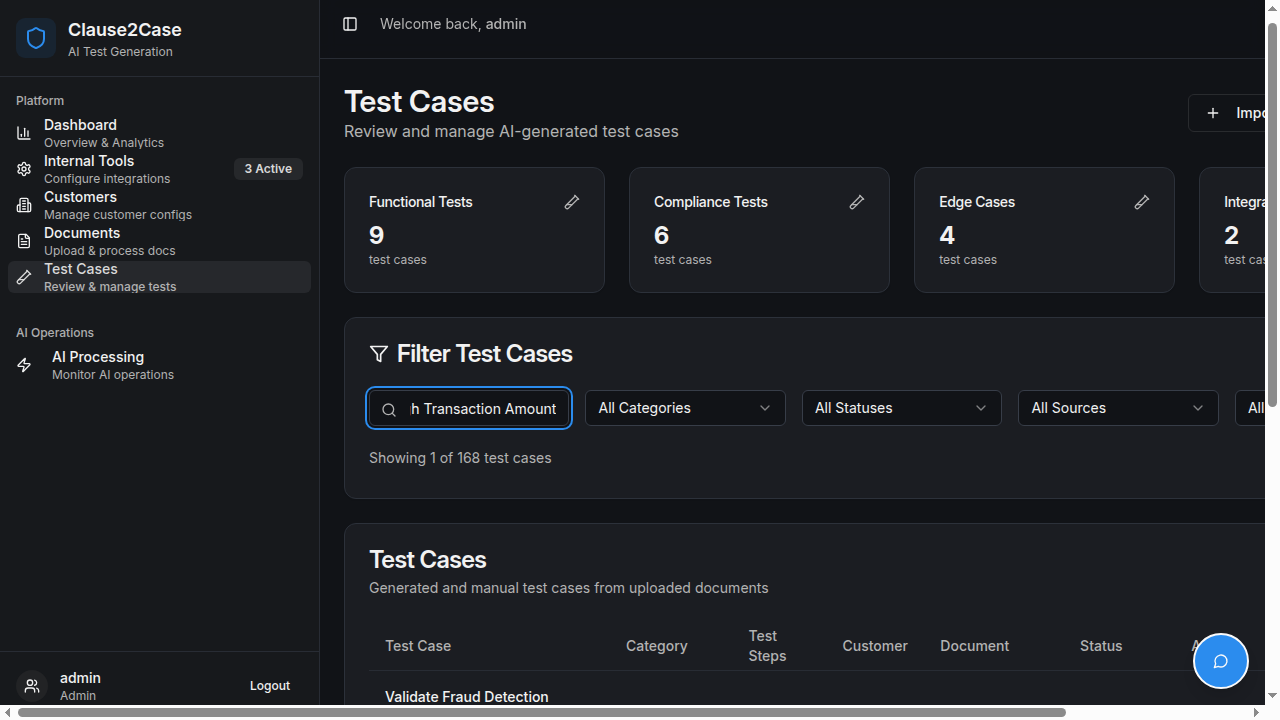 Clause2Case
AI Test Generation
Platform
Dashboard
Overview & Analytics
Internal Tools
Configure integrations
3 Active
Customers
Manage customer configs
Documents
Upload & process docs
Test Cases
Review & manage tests
AI Operations
AI Processing
Monitor AI operations
admin
Admin
Logout
Welcome back, admin
Test Cases
Review and manage AI-generated test cases
Functional Tests
9
test cases
Compliance Tests
6
test cases
Edge Cases
4
test cases
2
Filter Test Cases
h Transaction Amount
All Categories
All Statuses
All Sources
All
Showing 1 of 168 test cases
Test Cases
Generated and manual test cases from uploaded documents
Test Case
Category
Test
Steps
Customer
Document
Status
Validate Fraud Detection